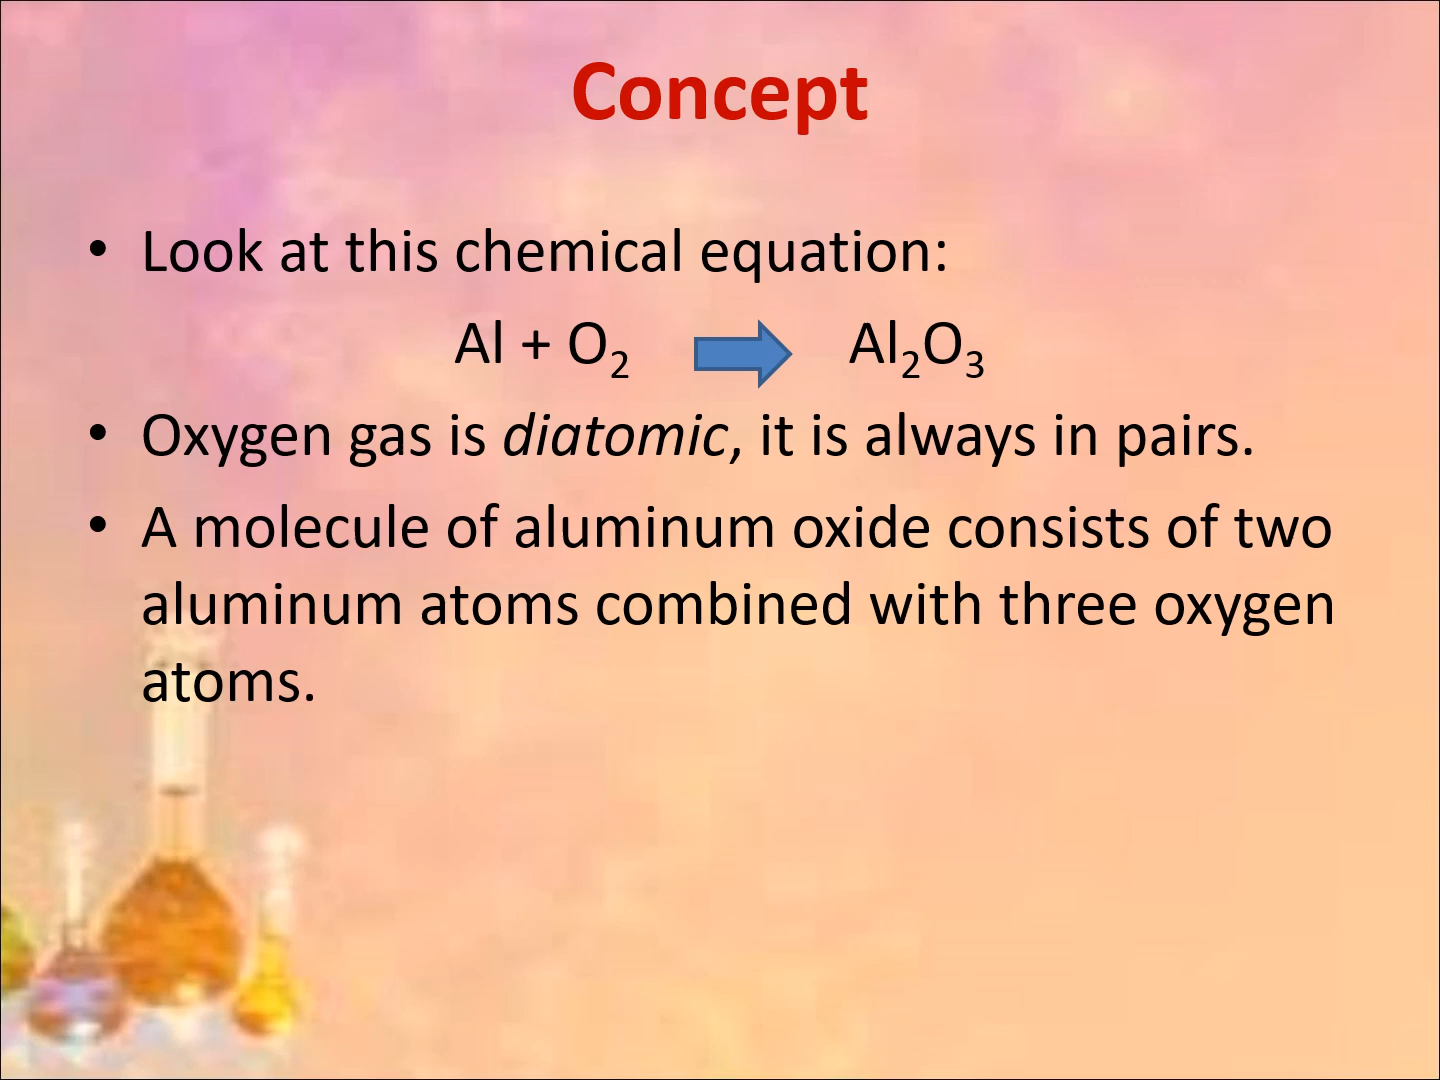 Concept
• Look at this chemical equation:
Al + O₂ Al₂O₃
• Oxygen gas is diatomic, it is always in pairs.
• A molecule of aluminum oxide consists of two
aluminum atoms combined with three oxygen
atoms.